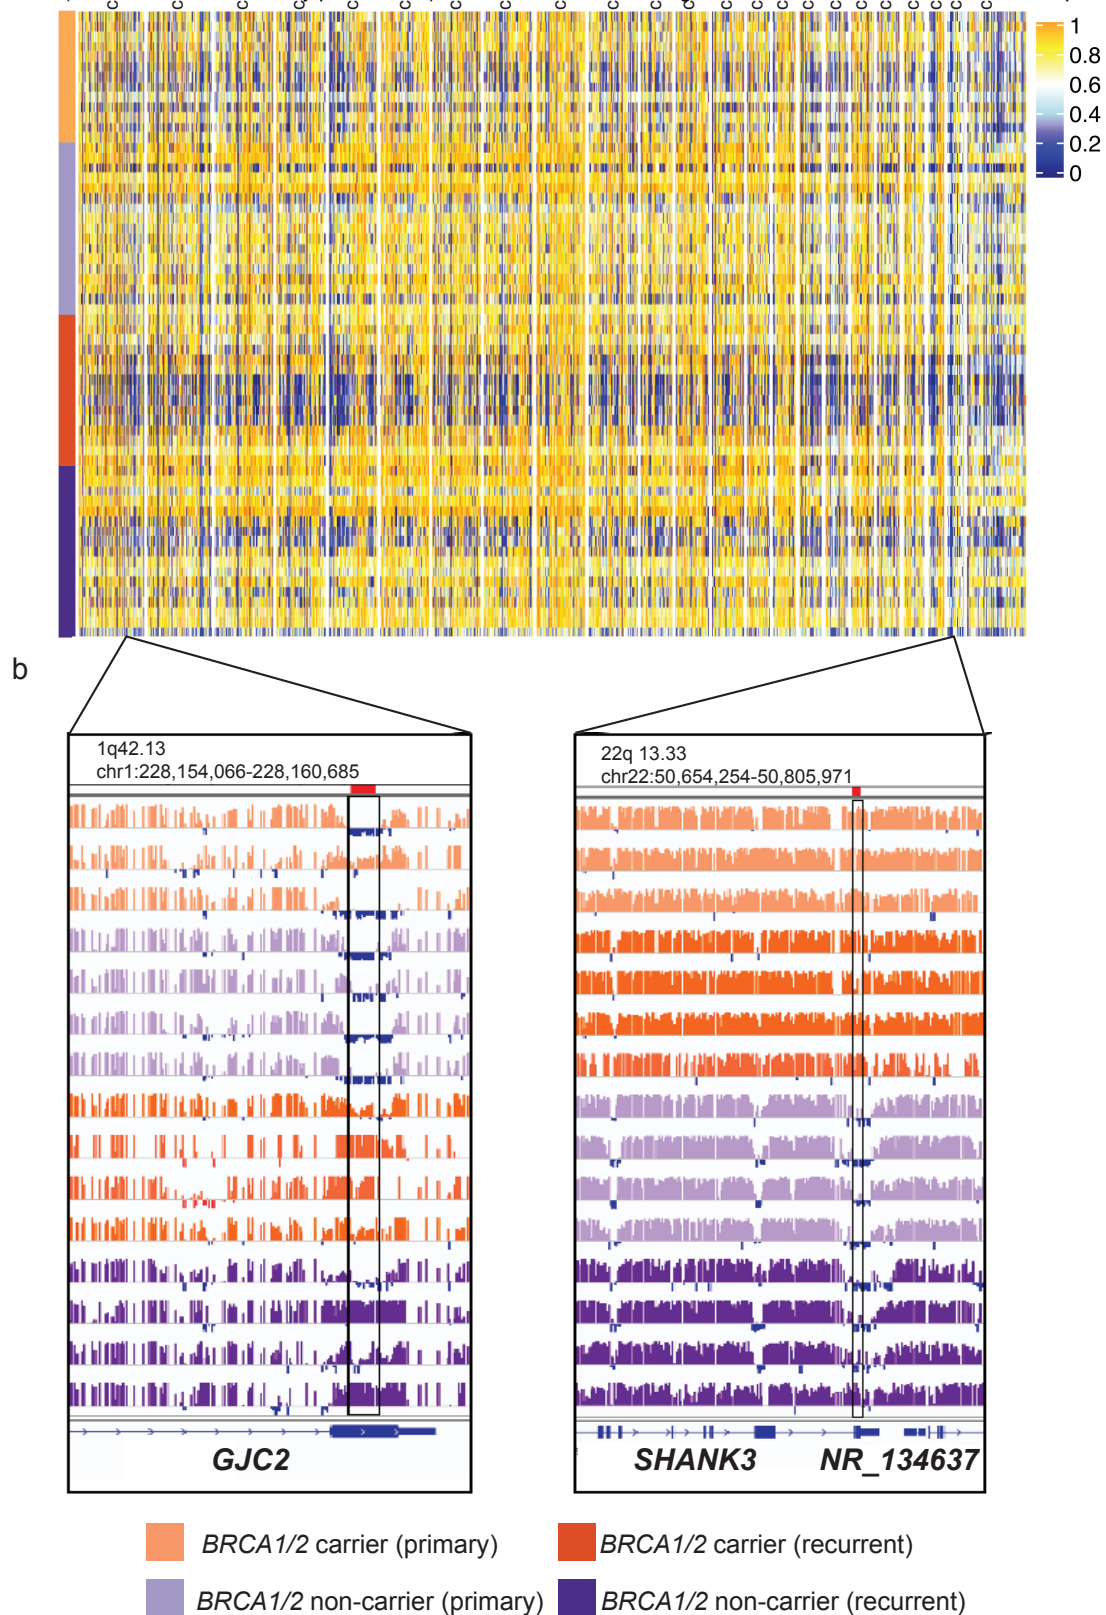 1
0.8
0.6
0.4
0.2
0
b
1q42.13
chr1:228,154,066-228,160,685
22q 13.33
chr22:50,654,254-50,805,971
GJC2
SHANK3 NR_134637
BRCA1/2 carrier (primary) BRCA1/2 carrier (recurrent)
BRCA1/2 non-carrier (primary) BRCA1/2 non-carrier (recurrent)